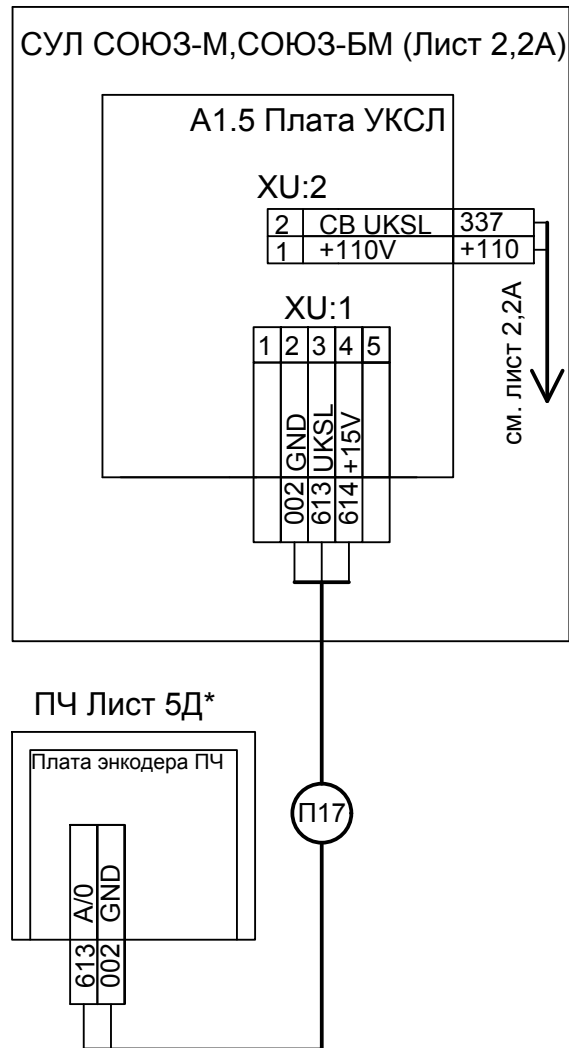 СУЛ СОЮЗ-М,СОЮЗ-БМ (Лист 2,2А)
А1.5 Плата УКСЛ
XU:2
2 CB UKSL 337
1 +110V +110
см. лист 2,2А
XU:1
1 2 3 4 5
002 GND
613 UKSL
614 +15V
ПЧ Лист 5Д*
Плата энкодера ПЧ
П17
613 A/0
002 GND